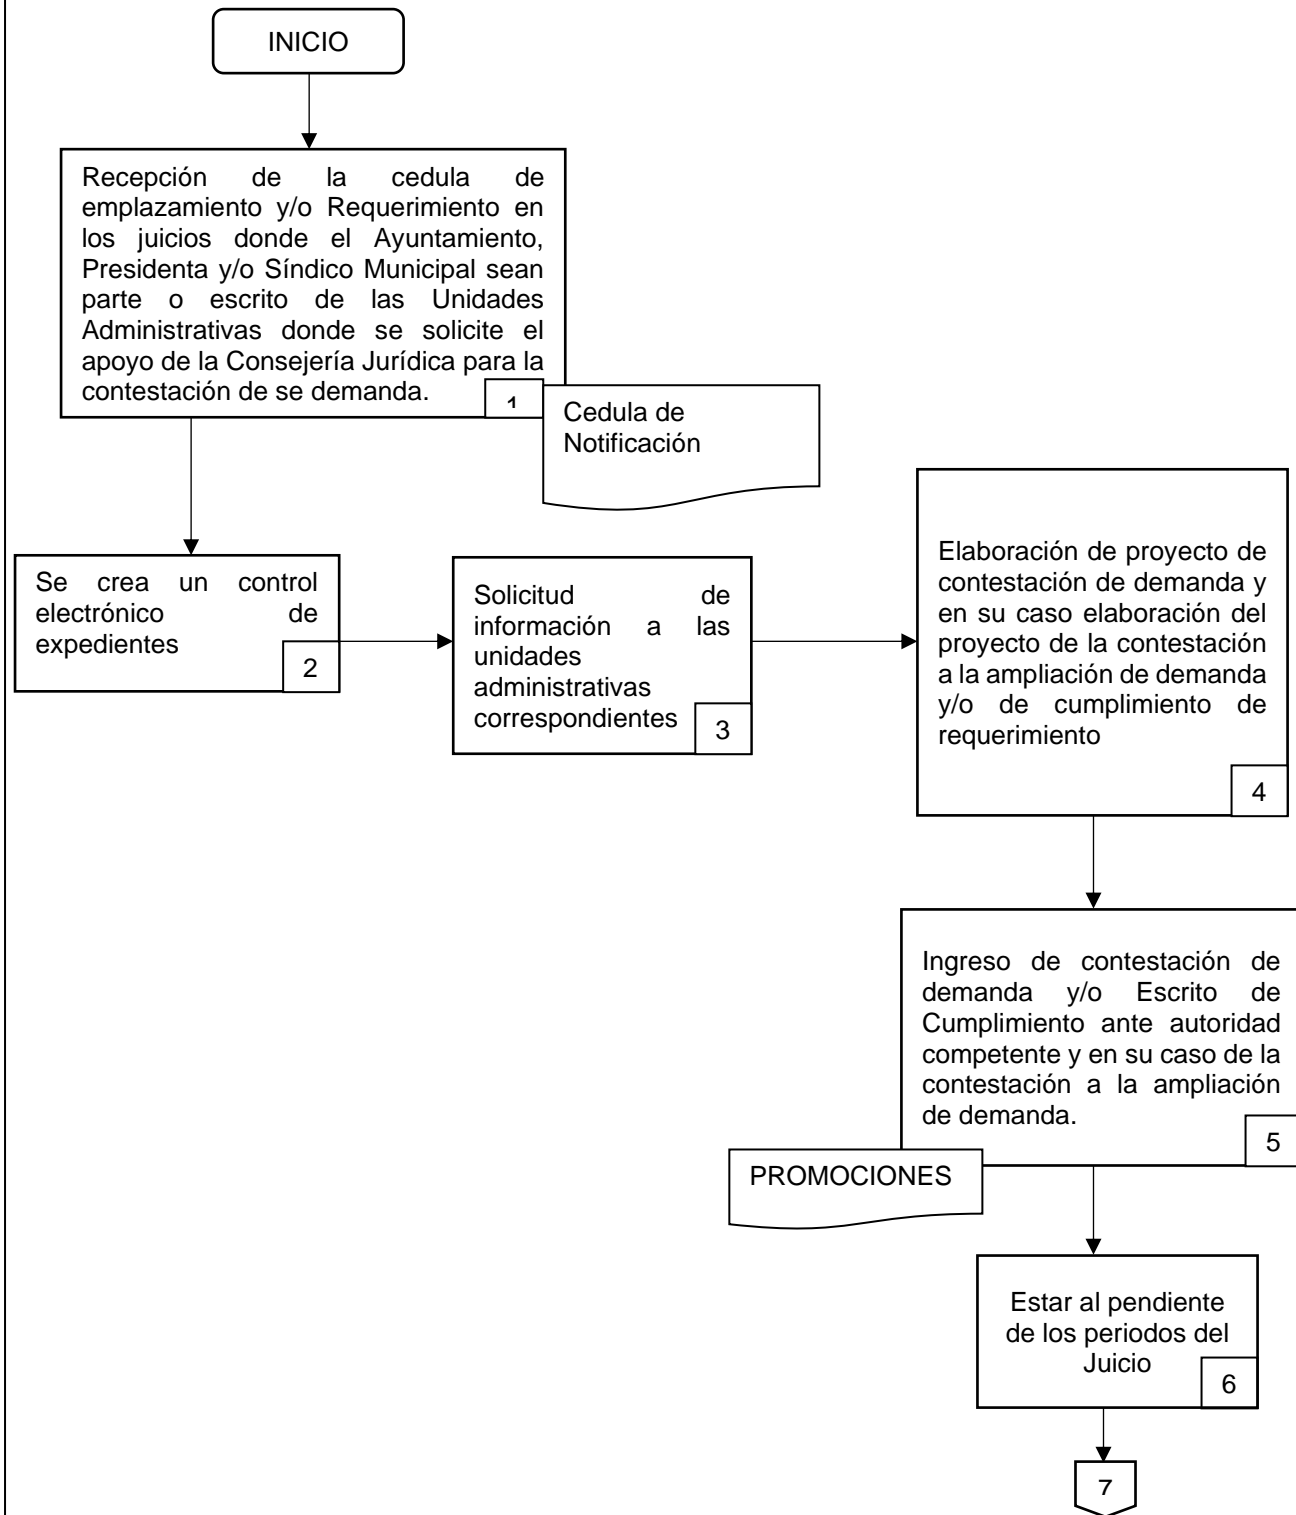 INICIO
Recepción de la cedula de
emplazamiento y/o Requerimiento en
los juicios donde el Ayuntamiento,
Presidenta y/o Síndico Municipal sean
parte o escrito de las Unidades
Administrativas donde se solicite el
apoyo de la Consejería Jurídica para la
contestación de se demanda.
1
Cedula de
Notificación
Se crea un control
electrónico de
expedientes
2
Solicitud de
información a las
unidades
administrativas
correspondientes
3
Elaboración de proyecto de
contestación de demanda y
en su caso elaboración del
proyecto de la contestación
a la ampliación de demanda
y/o de cumplimiento de
requerimiento
4
Ingreso de contestación de
demanda y/o Escrito de
Cumplimiento ante autoridad
competente y en su caso de la
contestación a la ampliación
de demanda.
5
PROMOCIONES
Estar al pendiente
de los periodos del
Juicio
6
7